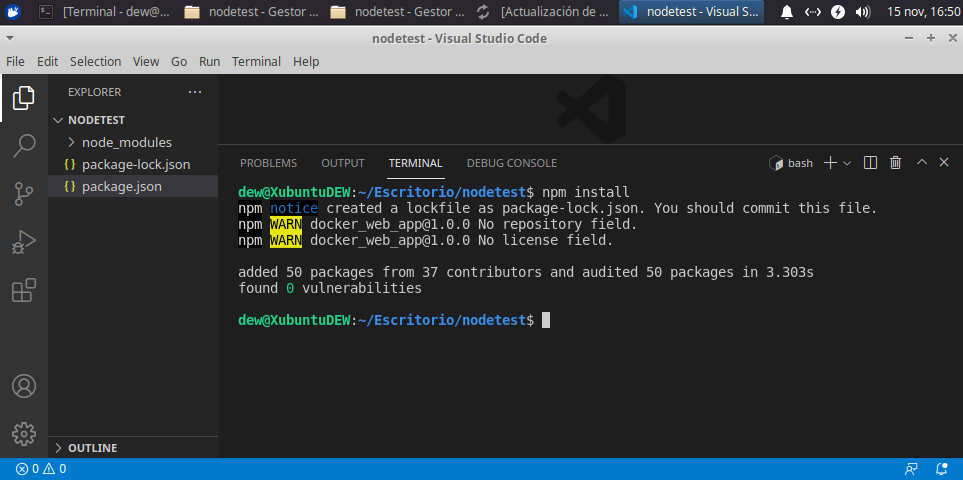 [Terminal - dew@...
nodetest - Gestor ...
nodetest - Gestor ...
[Actualización de ...
nodetest - Visual S...
15 nov, 16:50
nodetest - Visual Studio Code
File Edit Selection View Go Run Terminal Help
EXPLORER
NODETEST
node_modules
{} package-lock.json
{} package.json
OUTLINE
PROBLEMS OUTPUT TERMINAL DEBUG CONSOLE
bash
dew@XubuntuDEW:~/Escritorio/nodetest$ npm install
npm notice created a lockfile as package-lock.json. You should commit this file.
npm WARN docker_web_app@1.0.0 No repository field.
npm WARN docker_web_app@1.0.0 No license field.
added 50 packages from 37 contributors and audited 50 packages in 3.303s
found 0 vulnerabilities
dew@XubuntuDEW:~/Escritorio/nodetest$
0 0